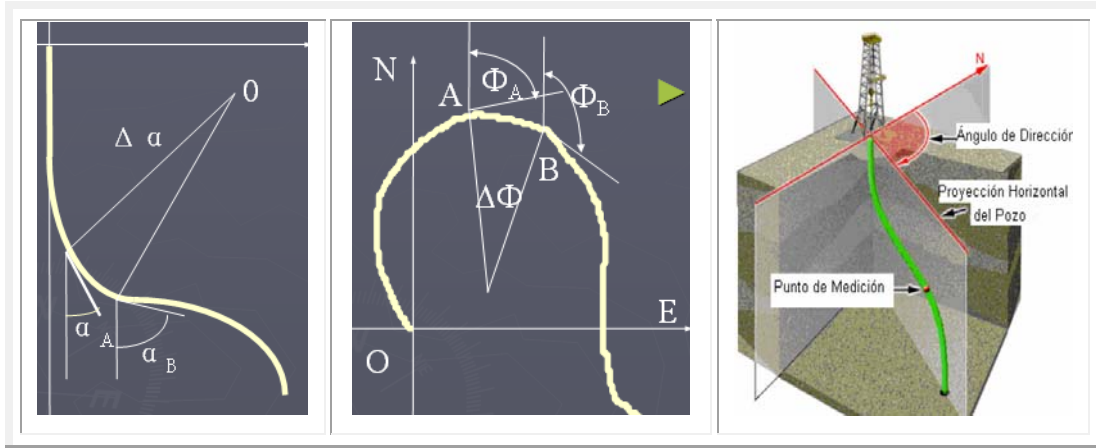 0
Δ α
α A
α B
N
Φ A
A
Φ B
B
ΔΦ
E
O
N
Ángulo de Dirección
Proyección Horizontal
del Pozo
Punto de Medición